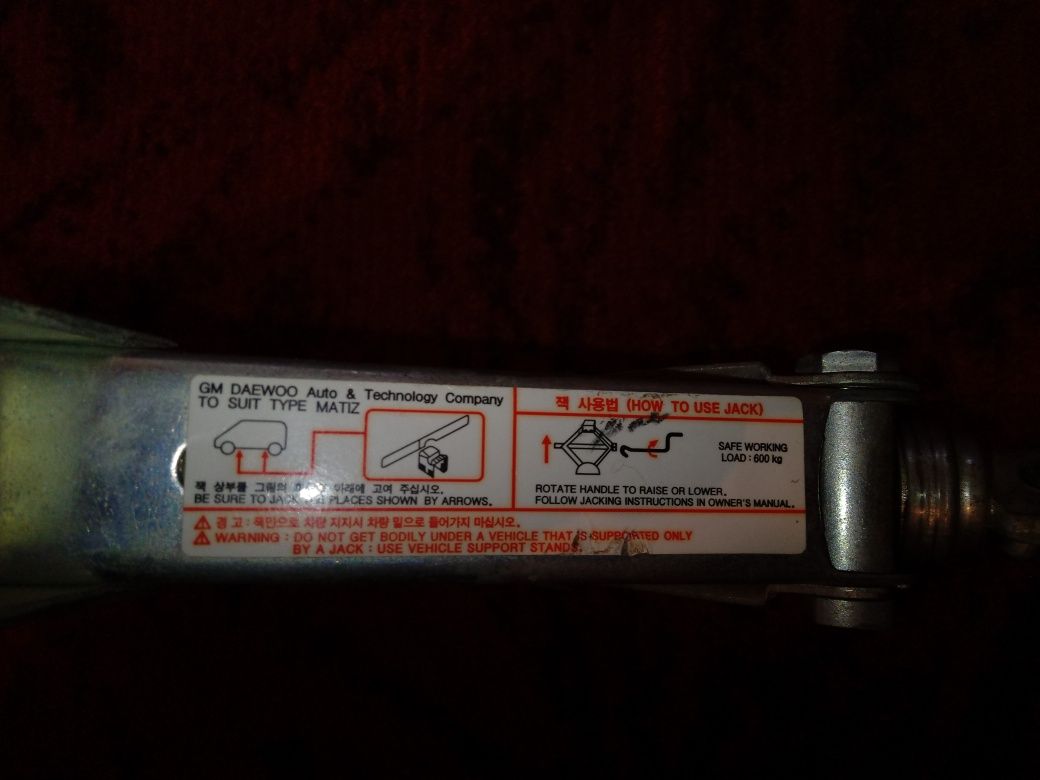 GM DAEWOO Auto & Technology Company
TO SUIT TYPE MATIZ
잭 상부를 그림의 아래에 고여 주십시오.
BE SURE TO JACK PLACES SHOWN BY ARROWS.
잭 사용법 (HOW TO USE JACK)
SAFE WORKING
LOAD : 600 kg
ROTATE HANDLE TO RAISE OR LOWER.
FOLLOW JACKING INSTRUCTIONS IN OWNER'S MANUAL.
경고 : 잭만으로 차량 지지시 차량 밑으로 들어가지 마십시오.
WARNING : DO NOT GET BODILY UNDER A VEHICLE THAT IS SUPPORTED ONLY
BY A JACK : USE VEHICLE SUPPORT STANDS.